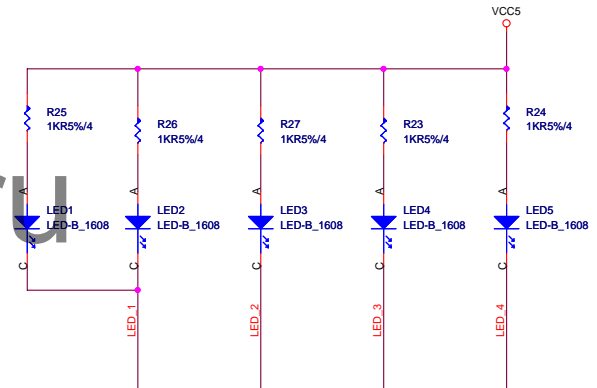 VCC5
R25
1KR5%/4
R26
1KR5%/4
R27
1KR5%/4
R23
1KR5%/4
R24
1KR5%/4
A
A
A
A
A
LED1
LED-B_1608
LED2
LED-B_1608
LED3
LED-B_1608
LED4
LED-B_1608
LED5
LED-B_1608
C
C
C
C
C
LED_1
LED_2
LED_3
LED_4